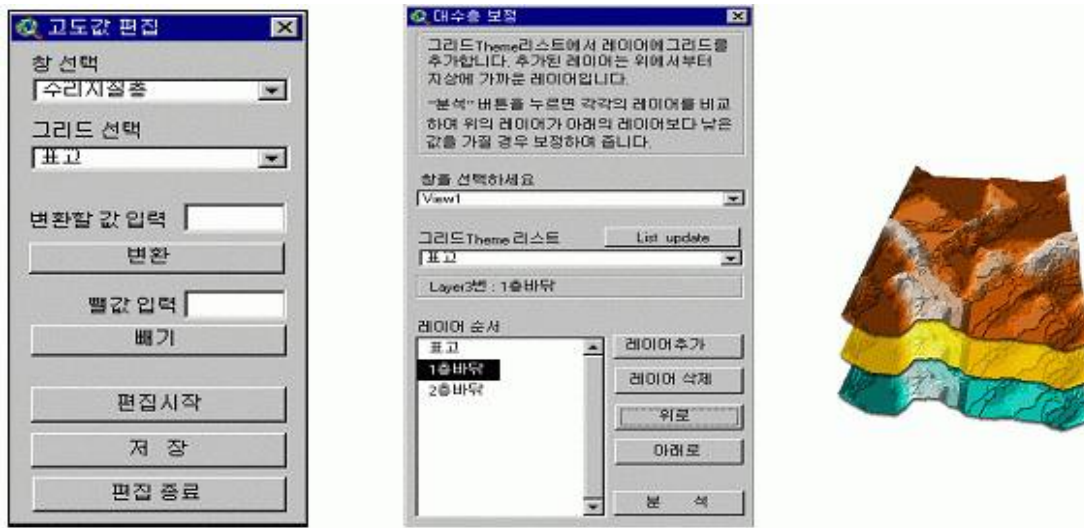 고도값 편집
창 선택
수리지질층
그리드 선택
표고
변환할 값 입력
변환
뺄값 입력
빼기
편집시작
저 장
편집 종료
대수층 보정
그리드Theme리스트에서 레이어에그리드를
추가합니다. 추가된 레이어는 위에서부터
지상에 가까운 레이어입니다.
"분석" 버튼을 누르면 각각의 레이어를 비교
하여 위의 레이어가 아래의 레이어보다 낮은
값을 가질 경우 보정하여 줍니다.
창을 선택하세요
View1
그리드Theme 리스트
List update
표고
Layer3번 : 1층바닦
레이어 순서
표고
1층바닦
2층바닦
레이어추가
레이어 삭제
위로
아래로
분 석